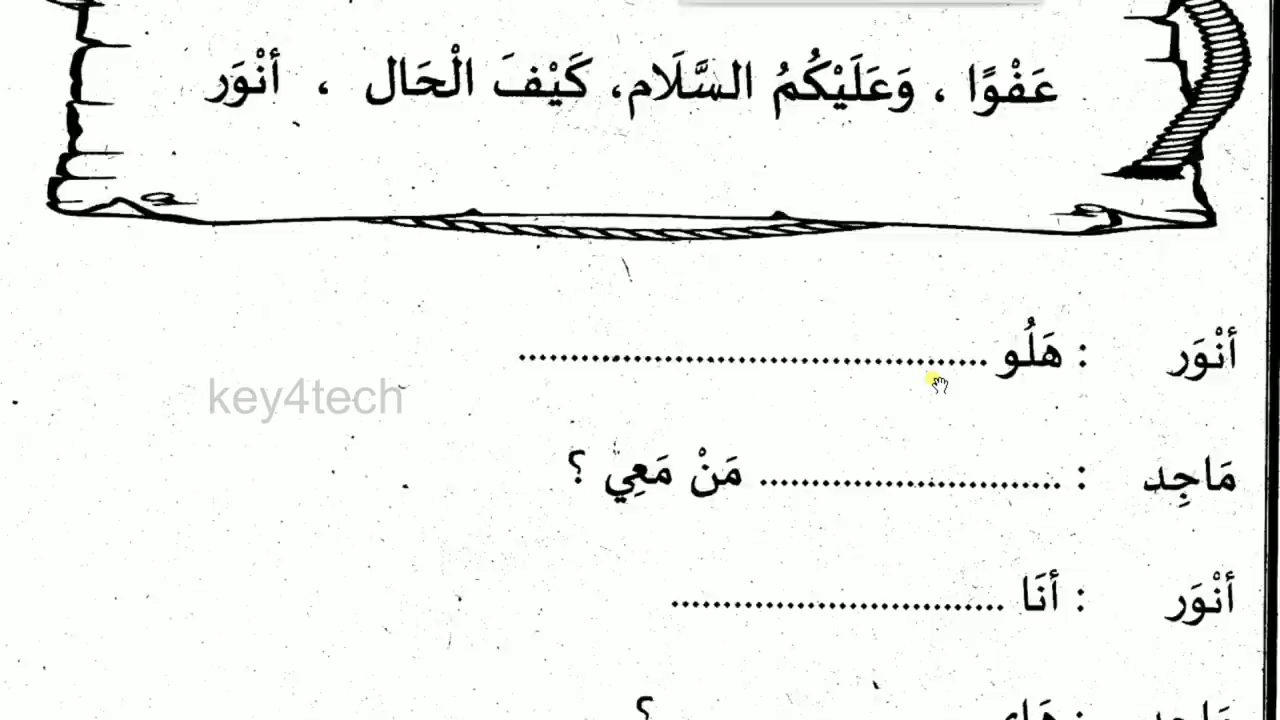 عَفْوًا ، وَعَلَيْكُمُ السَّلَام، كَيْفَ الْحَال ، أنْوَر
أنْوَر : هَلُو ..........................................
key4tech
مَاجِد : .............................. مَنْ مَعِي ؟
أنْوَر : أنَا .................................